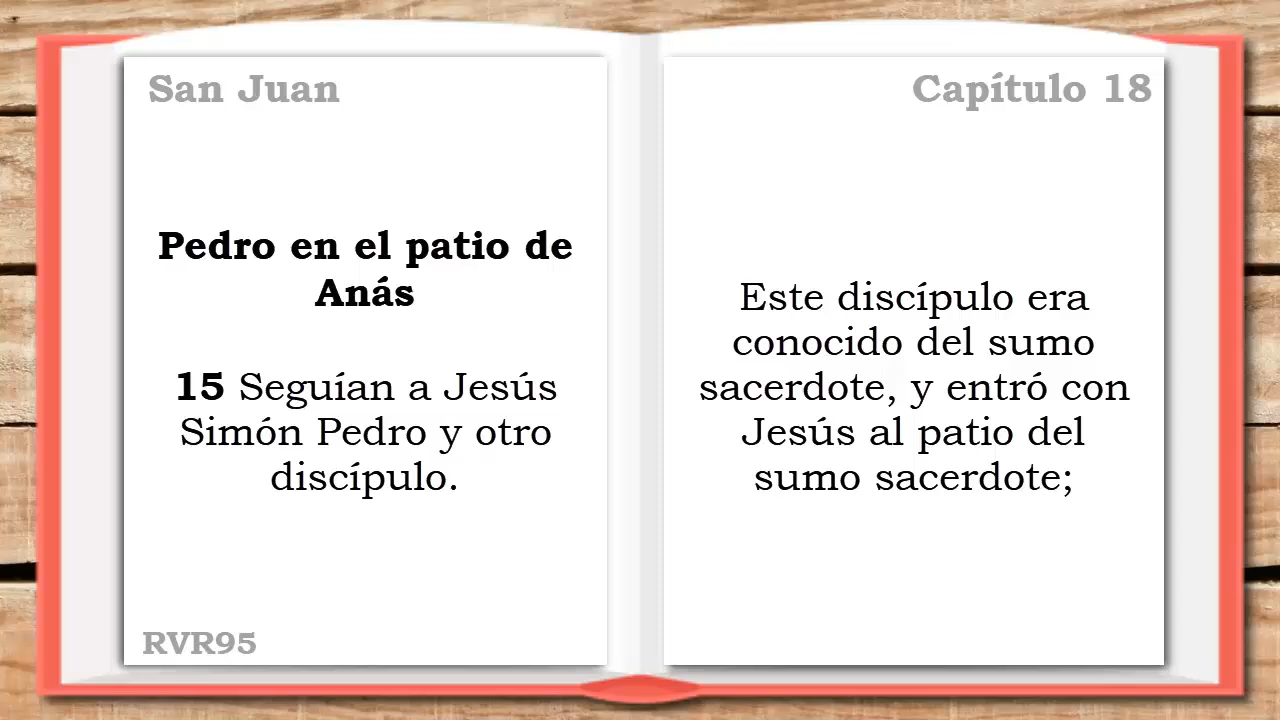 San Juan
Pedro en el patio de
Anás
15 Seguían a Jesús
Simón Pedro y otro
discípulo.
RVR95
Capítulo 18
Este discípulo era
conocido del sumo
sacerdote, y entró con
Jesús al patio del
sumo sacerdote;